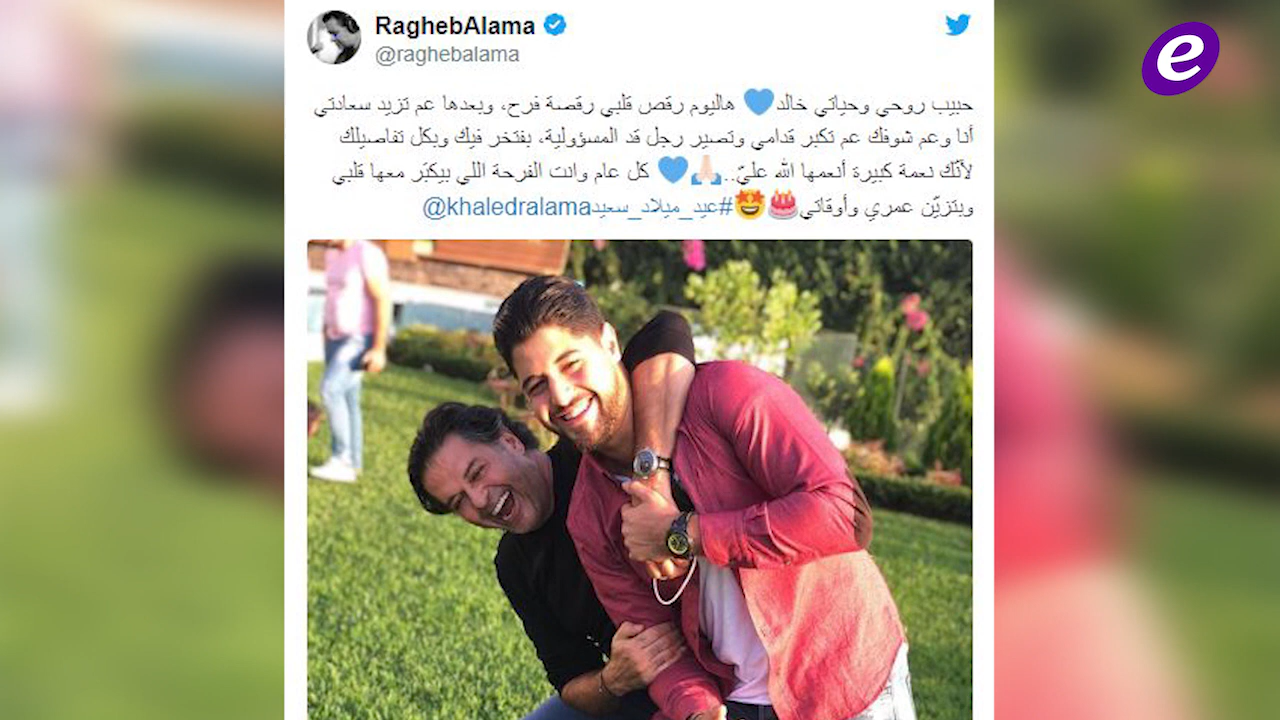 RaghebAlama
@raghebalama
e
حبيب روحي وحياتي خالد💙 هاليوم رقص قلبي رقصة فرح، وبعدها عم تزيد سعادتي
أنا وعم شوفك عم تكبر قدامي وتصير رجل قد المسؤولية، بفتخر فيك وبكل تفاصيلك
لأنّك نعمة كبيرة أنعمها الله عليّ..🙏🏻💙 كل عام وانت الفرحة اللي بيكبّر معها قلبي
وبتزيّن عمري وأوقاتي🎂🤩#عيد_ميلاد_سعيد@khaledralama